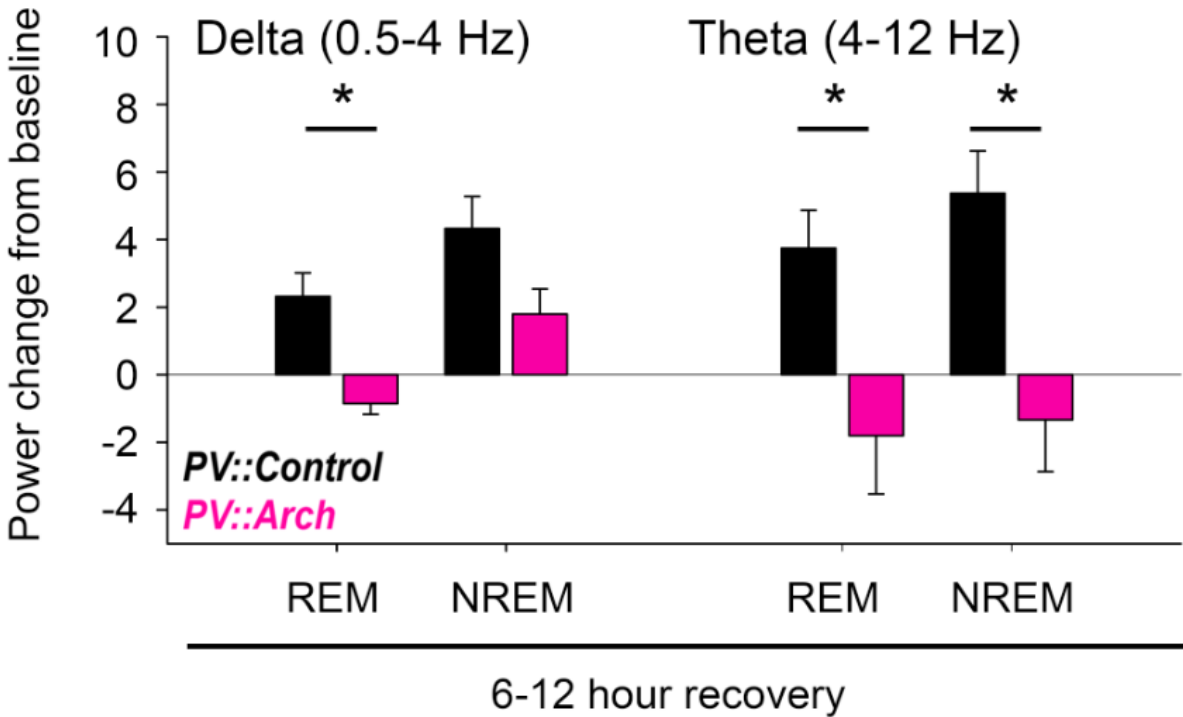 Power change from baseline
Delta (0.5-4 Hz)
Theta (4-12 Hz)
*
*
*
10
8
6
4
2
0
-2
-4
PV::Control
PV::Arch
REM
NREM
REM
NREM
6-12 hour recovery